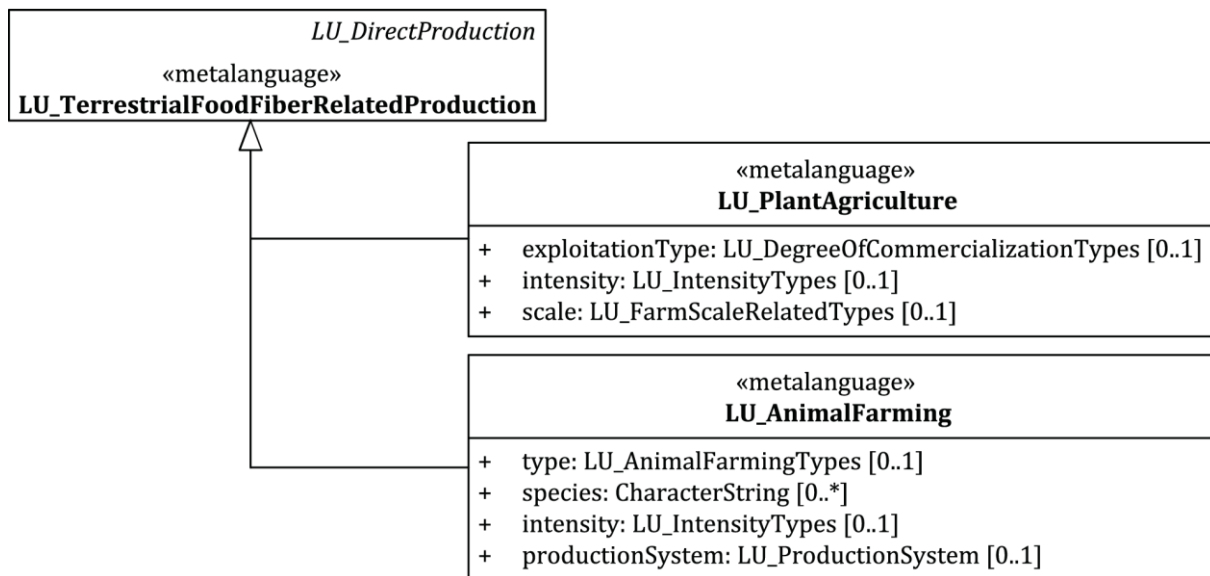 LU_DirectProduction
«metalanguage»
LU_TerrestrialFoodFiberRelatedProduction
«metalanguage»
LU_PlantAgriculture
+ exploitationType: LU_DegreeOfCommercializationTypes [0..1]
+ intensity: LU_IntensityTypes [0..1]
+ scale: LU_FarmScaleRelatedTypes [0..1]
«metalanguage»
LU_AnimalFarming
+ type: LU_AnimalFarmingTypes [0..1]
+ species: CharacterString [0..*]
+ intensity: LU_IntensityTypes [0..1]
+ productionSystem: LU_ProductionSystem [0..1]